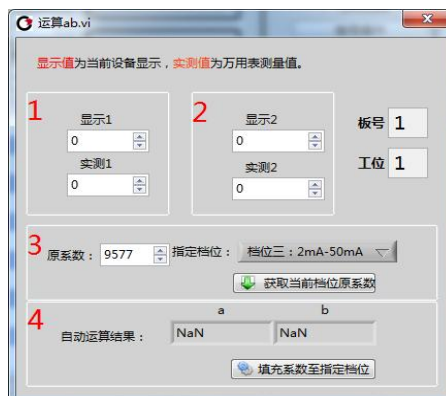 运算ab.vi
显示值为当前设备显示，实测值为万用表测量值。
1
显示1
0
实测1
0
2
显示2
0
实测2
0
板号 1
工位 1
3
原系数： 9577 指定档位： 档位三：2mA-50mA
获取当前档位原系数
4
a b
自动运算结果： NaN NaN
填充系数至指定档位